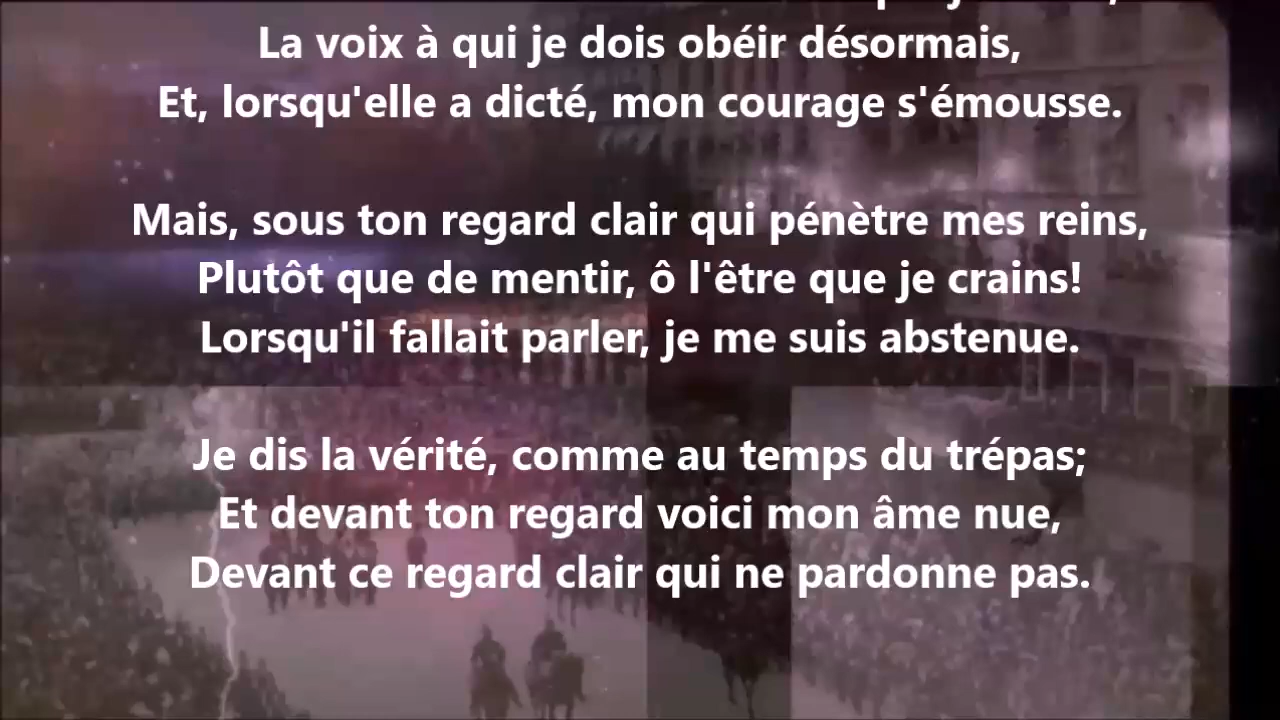 La voix à qui je dois obéir désormais,
Et, lorsqu'elle a dicté, mon courage s'émousse.
Mais, sous ton regard clair qui pénètre mes reins,
Plutôt que de mentir, ô l'être que je crains!
Lorsqu'il fallait parler, je me suis abstenue.
Je dis la vérité, comme au temps du trépas;
Et devant ton regard voici mon âme nue,
Devant ce regard clair qui ne pardonne pas.